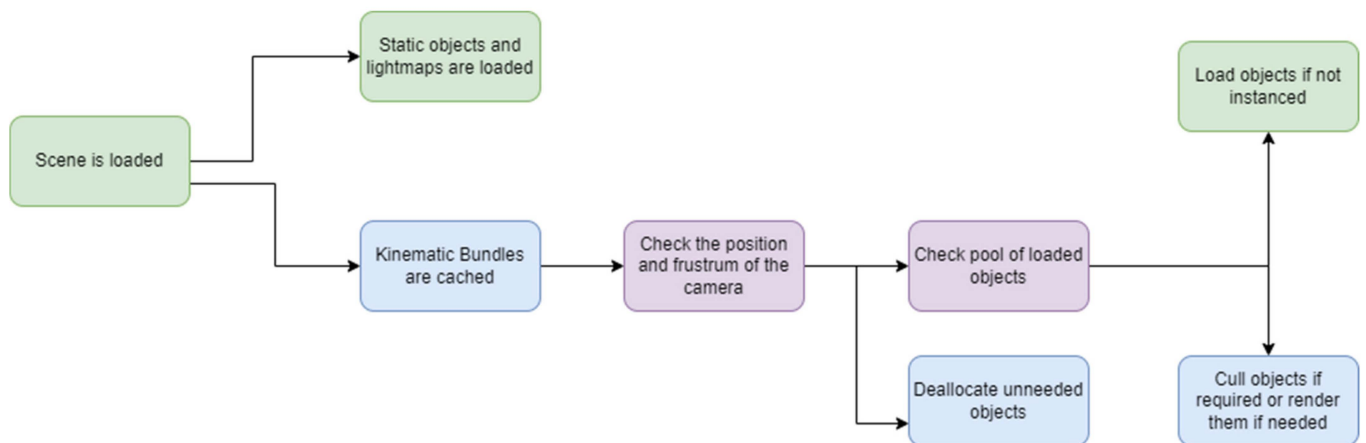 Static objects and
lightmaps are loaded
Load objects if not
instanced
Scene is loaded
Kinematic Bundles
are cached
Check the position
and frustrum of the
camera
Check pool of loaded
objects
Deallocate unneeded
objects
Cull objects if
required or render
them if needed